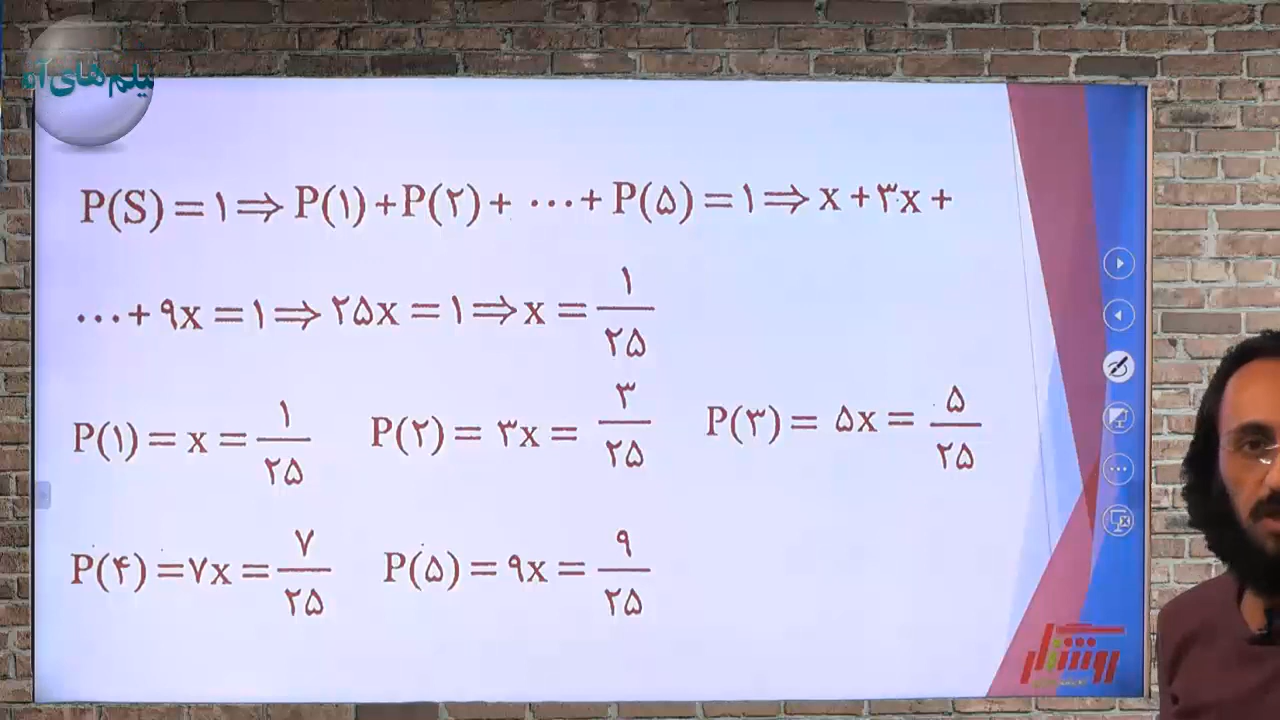 فیلم های آ
P(S) = ۱ ⇒ P(۱) + P(۲) + ⋯ + P(۵) = ۱ ⇒ x + ۳x +
⋯ + ۹x = ۱ ⇒ ۲۵x = ۱ ⇒ x = ۱/۲۵
P(۱) = x = ۱/۲۵ P(۲) = ۳x = ۳/۲۵ P(۳) = ۵x = ۵/۲۵
P(۴) = ۷x = ۷/۲۵ P(۵) = ۹x = ۹/۲۵